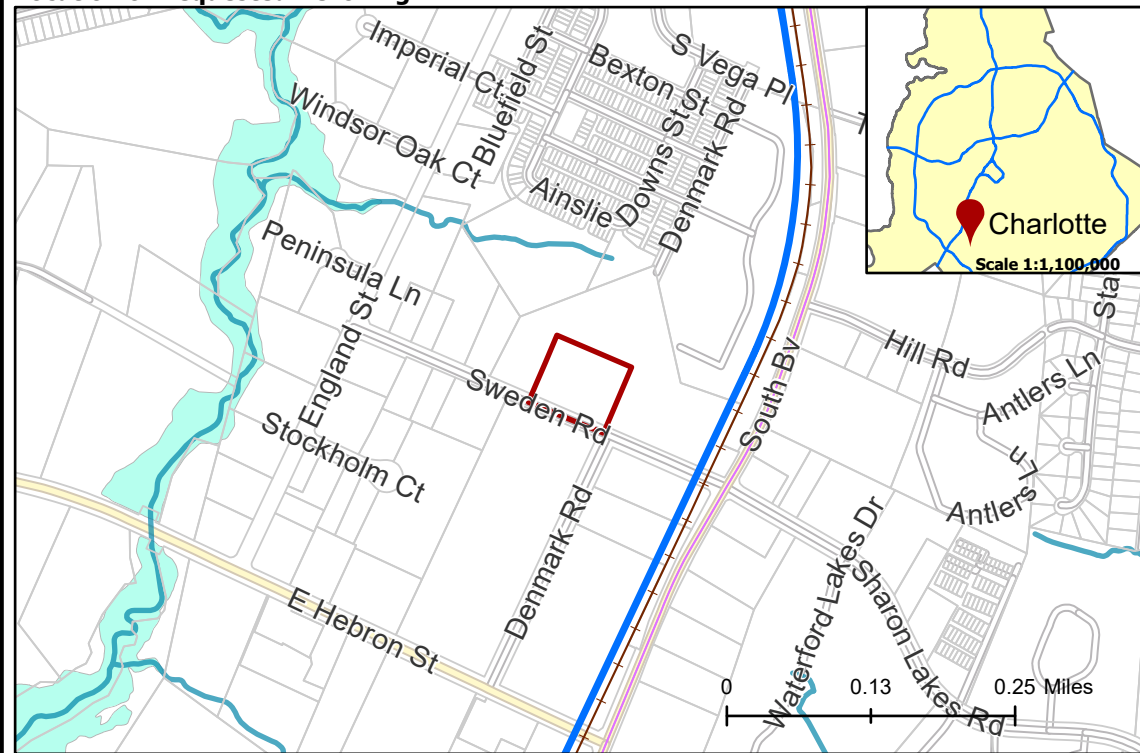 Imperial Ct
Bluefield St
Bexton St
S Vega Pl
Windsor Oak Ct
Downs St
Denmark Rd
Ainslie
Charlotte
Scale 1:1,100,000
Peninsula Ln
England St
Sweden Rd
South Bv
Hill Rd
Antlers Ln
Antlers Ln
Stockholm Ct
Denmark Rd
E Hebron St
Waterford Lakes Dr
Sharon Lakes Rd
0 0.13 0.25 Miles